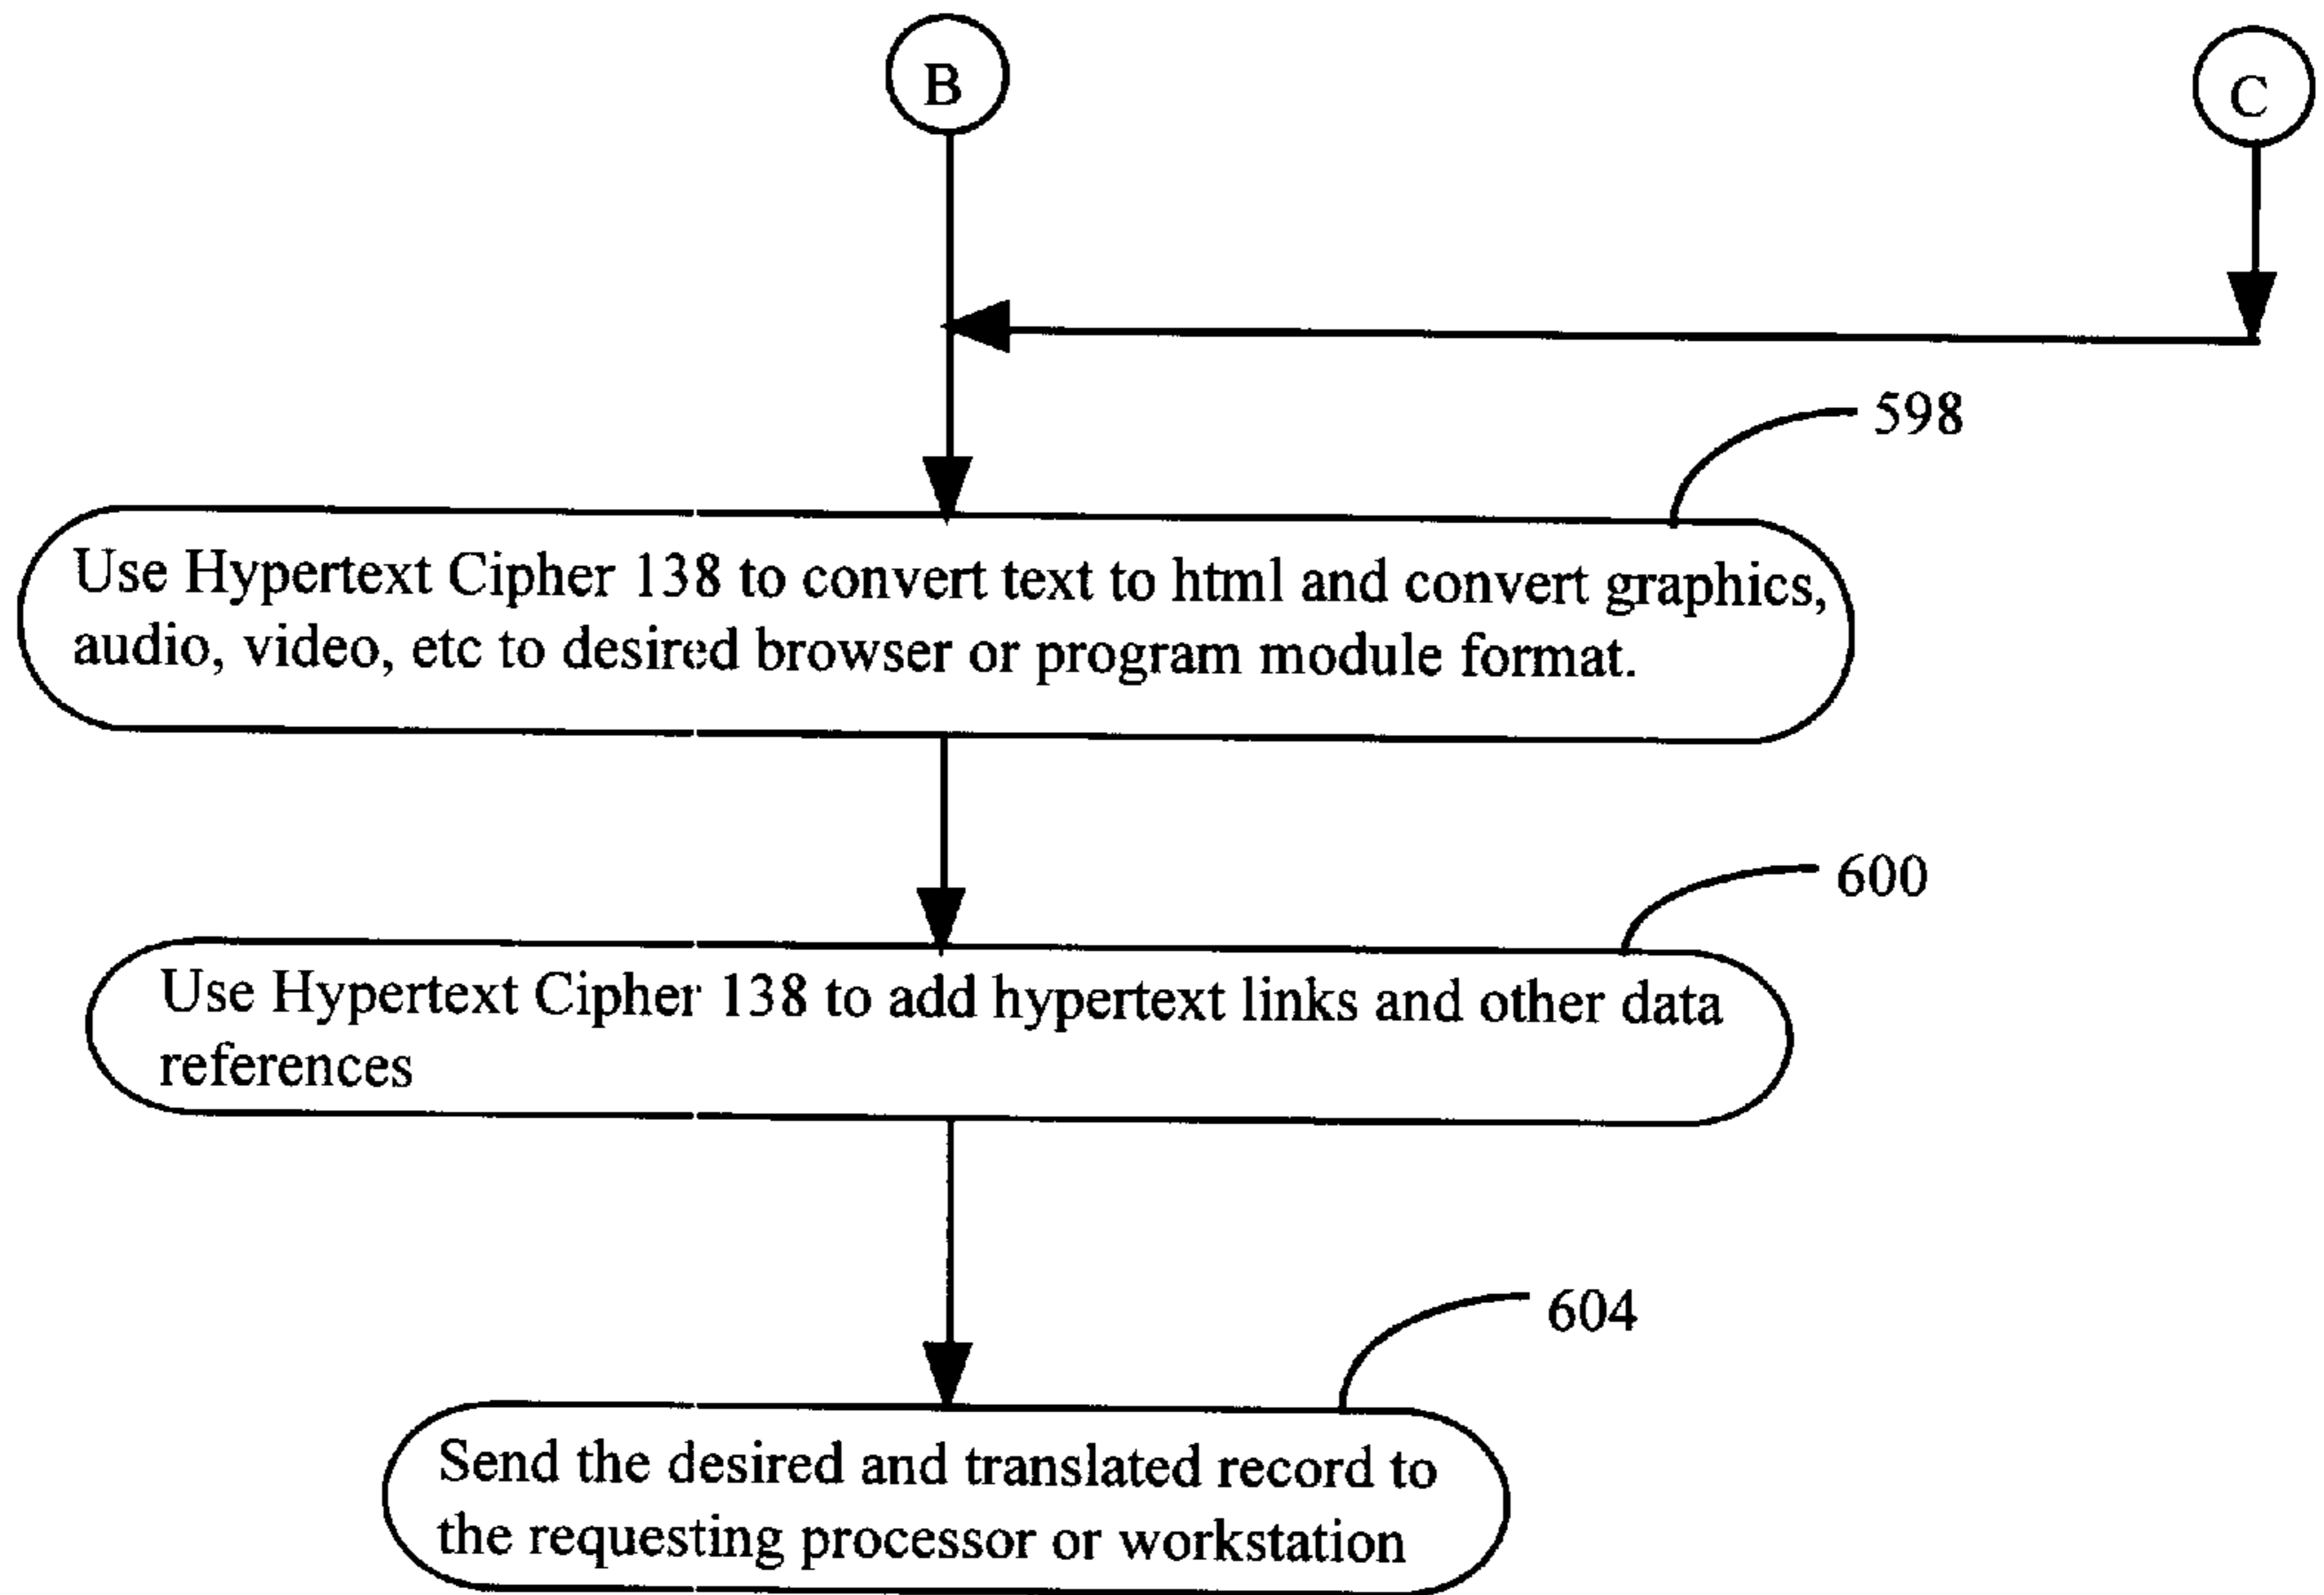 B
C
598
Use Hypertext Cipher 138 to convert text to html and convert graphics,
audio, video, etc to desired browser or program module format.
600
Use Hypertext Cipher 138 to add hypertext links and other data
references
604
Send the desired and translated record to
the requesting processor or workstation